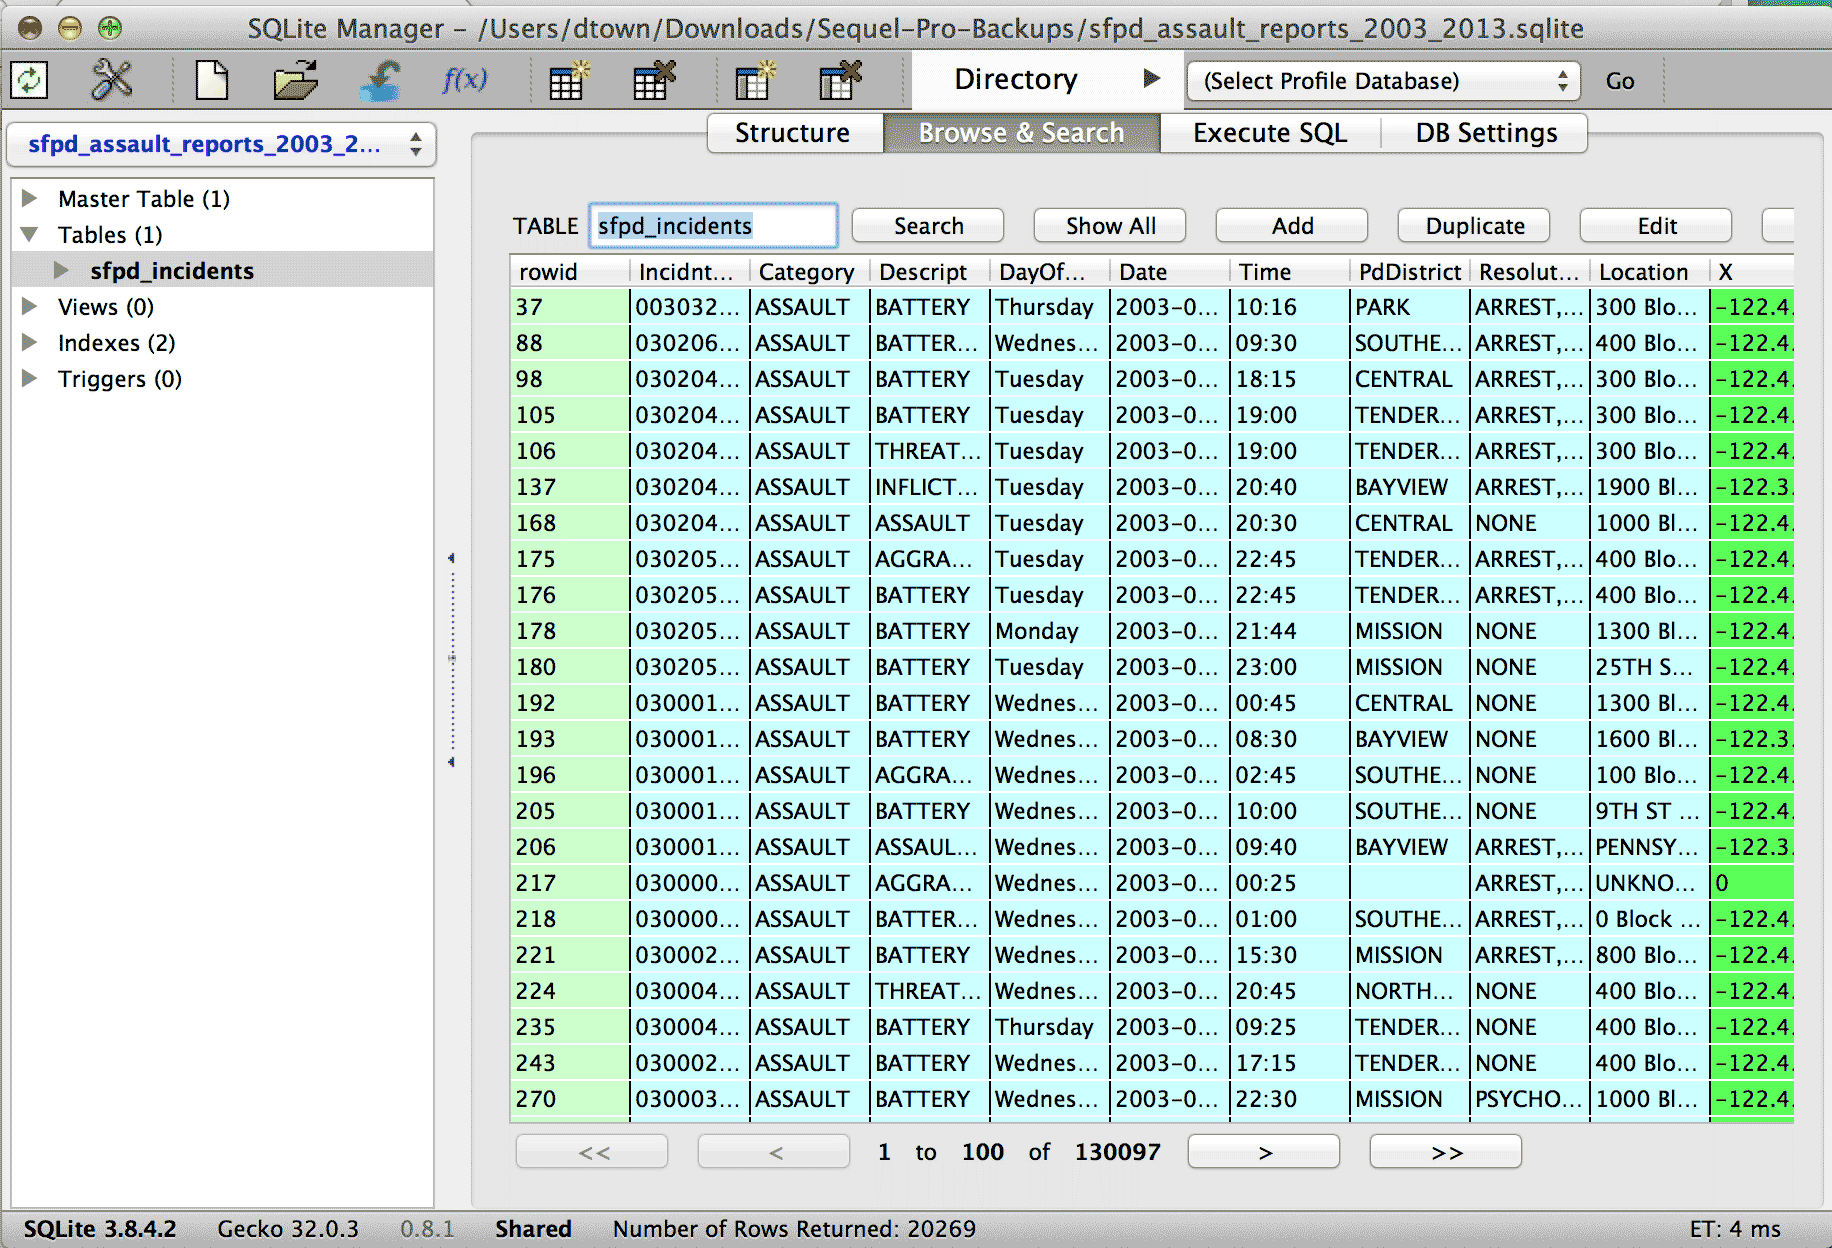 SQLite Manager – /Users/dtown/Downloads/Sequel-Pro-Backups/sfpd_assault_reports_2003_2013.sqlite
f(x) Directory (Select Profile Database) Go
sfpd_assault_reports_2003_2...
Structure Browse & Search Execute SQL DB Settings
Master Table (1)
Tables (1)
sfpd_incidents
Views (0)
Indexes (2)
Triggers (0)
TABLE sfpd_incidents Search Show All Add Duplicate Edit
rowid Incidnt... Category Descript DayOf... Date Time PdDistrict Resolut... Location X
37 003032... ASSAULT BATTERY Thursday 2003-0... 10:16 PARK ARREST,... 300 Blo... -122.4.
88 030206... ASSAULT BATTER... Wednes... 2003-0... 09:30 SOUTHE... ARREST,... 400 Blo... -122.4.
98 030204... ASSAULT BATTERY Tuesday 2003-0... 18:15 CENTRAL ARREST,... 300 Blo... -122.4.
105 030204... ASSAULT BATTERY Tuesday 2003-0... 19:00 TENDER... ARREST,... 300 Blo... -122.4.
106 030204... ASSAULT THREAT... Tuesday 2003-0... 19:00 TENDER... ARREST,... 300 Blo... -122.4.
137 030204... ASSAULT INFLICT... Tuesday 2003-0... 20:40 BAYVIEW ARREST,... 1900 Bl... -122.3.
168 030204... ASSAULT ASSAULT Tuesday 2003-0... 20:30 CENTRAL NONE 1000 Bl... -122.4.
175 030205... ASSAULT AGGRA... Tuesday 2003-0... 22:45 TENDER... ARREST,... 400 Blo... -122.4.
176 030205... ASSAULT BATTERY Tuesday 2003-0... 22:45 TENDER... ARREST,... 400 Blo... -122.4.
178 030205... ASSAULT BATTERY Monday 2003-0... 21:44 MISSION NONE 1300 Bl... -122.4.
180 030205... ASSAULT BATTERY Tuesday 2003-0... 23:00 MISSION NONE 25TH S... -122.4.
192 030001... ASSAULT BATTERY Wednes... 2003-0... 00:45 CENTRAL NONE 1300 Bl... -122.4.
193 030001... ASSAULT BATTERY Wednes... 2003-0... 08:30 BAYVIEW NONE 1600 Bl... -122.3.
196 030001... ASSAULT AGGRA... Wednes... 2003-0... 02:45 SOUTHE... NONE 100 Blo... -122.4.
205 030001... ASSAULT BATTERY Wednes... 2003-0... 10:00 SOUTHE... NONE 9TH ST ... -122.4.
206 030001... ASSAULT ASSAUL... Wednes... 2003-0... 09:40 BAYVIEW ARREST,... PENNSY... -122.3.
217 030000... ASSAULT AGGRA... Wednes... 2003-0... 00:25 ARREST,... UNKNO... 0
218 030000... ASSAULT BATTER... Wednes... 2003-0... 01:00 SOUTHE... ARREST,... 0 Block ... -122.4.
221 030002... ASSAULT BATTERY Wednes... 2003-0... 15:30 MISSION ARREST,... 800 Blo... -122.4.
224 030004... ASSAULT THREAT... Wednes... 2003-0... 20:45 NORTH... NONE 400 Blo... -122.4.
235 030004... ASSAULT BATTERY Thursday 2003-0... 09:25 TENDER... NONE 400 Blo... -122.4.
243 030002... ASSAULT BATTERY Wednes... 2003-0... 17:15 TENDER... NONE 400 Blo... -122.4.
270 030003... ASSAULT BATTERY Wednes... 2003-0... 22:30 MISSION PSYCHO... 1000 Bl... -122.4.
<< < 1 to 100 of 130097 > >>
SQLite 3.8.4.2 Gecko 32.0.3 0.8.1 Shared Number of Rows Returned: 20269 ET: 4 ms